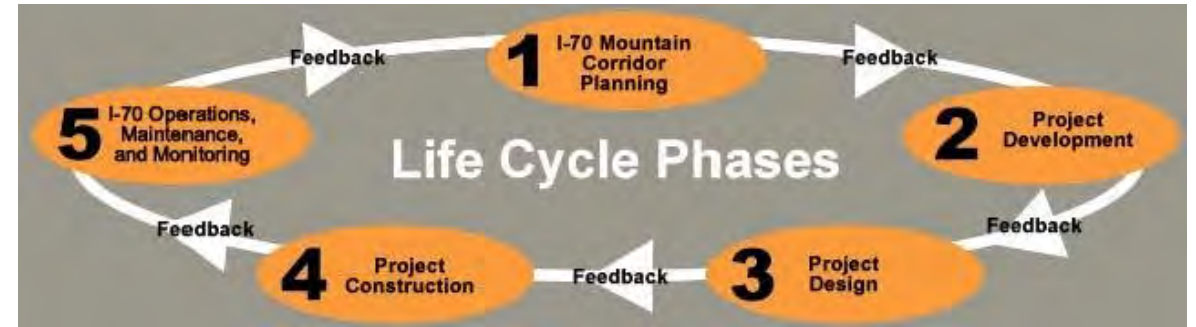 1
I-70 Mountain
Corridor
Planning
Feedback
2
Project
Development
Feedback
3
Project
Design
Feedback
4
Project
Construction
Feedback
5
I-70 Operations,
Maintenance,
and Monitoring
Feedback
Life Cycle Phases